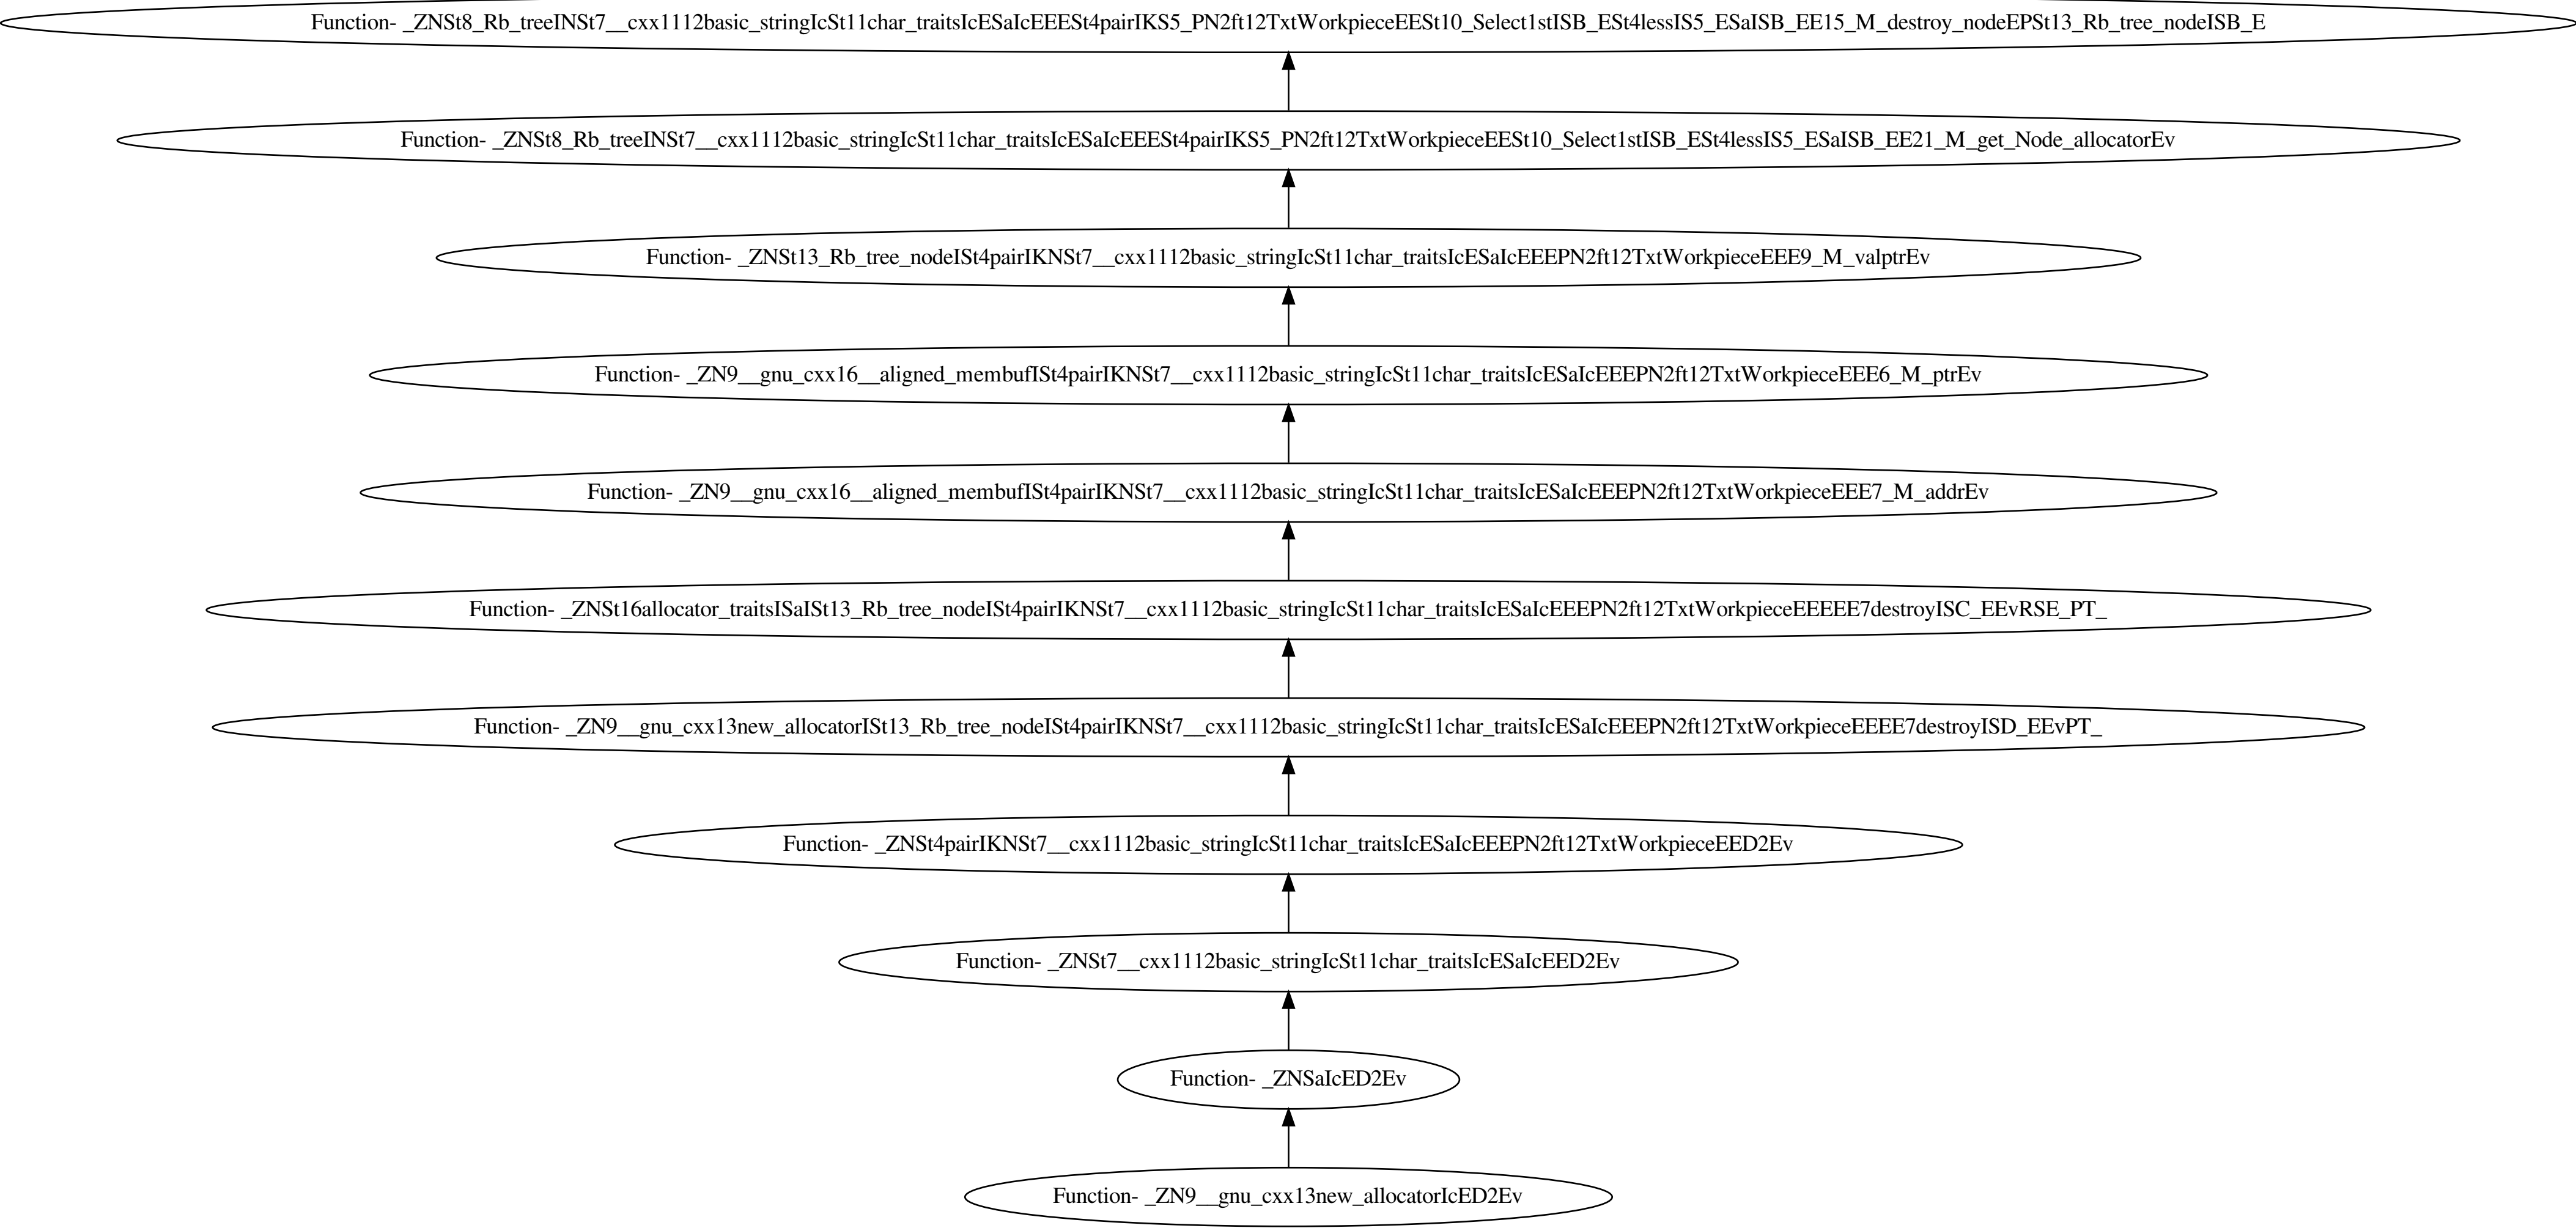 Function- _ZNSt8_Rb_treeINSt7__cxx1112basic_stringIcSt11char_traitsIcESaIcEEESt4pairIKS5_PN2ft12TxtWorkpieceEESt10_Select1stISB_ESt4lessIS5_ESaISB_EE15_M_destroy_nodeEPSt13_Rb_tree_nodeISB_E
Function- _ZNSt8_Rb_treeINSt7__cxx1112basic_stringIcSt11char_traitsIcESaIcEEESt4pairIKS5_PN2ft12TxtWorkpieceEESt10_Select1stISB_ESt4lessIS5_ESaISB_EE21_M_get_Node_allocatorEv
Function- _ZNSt13_Rb_tree_nodeISt4pairIKNSt7__cxx1112basic_stringIcSt11char_traitsIcESaIcEEEPN2ft12TxtWorkpieceEEE9_M_valptrEv
Function- _ZN9__gnu_cxx16__aligned_membufISt4pairIKNSt7__cxx1112basic_stringIcSt11char_traitsIcESaIcEEEPN2ft12TxtWorkpieceEEE6_M_ptrEv
Function- _ZN9__gnu_cxx16__aligned_membufISt4pairIKNSt7__cxx1112basic_stringIcSt11char_traitsIcESaIcEEEPN2ft12TxtWorkpieceEEE7_M_addrEv
Function- _ZNSt16allocator_traitsISaISt13_Rb_tree_nodeISt4pairIKNSt7__cxx1112basic_stringIcSt11char_traitsIcESaIcEEEPN2ft12TxtWorkpieceEEEEE7destroyISC_EEvRSE_PT_
Function- _ZN9__gnu_cxx13new_allocatorISt13_Rb_tree_nodeISt4pairIKNSt7__cxx1112basic_stringIcSt11char_traitsIcESaIcEEEPN2ft12TxtWorkpieceEEEE7destroyISD_EEvPT_
Function- _ZNSt4pairIKNSt7__cxx1112basic_stringIcSt11char_traitsIcESaIcEEEPN2ft12TxtWorkpieceEED2Ev
Function- _ZNSt7__cxx1112basic_stringIcSt11char_traitsIcESaIcEED2Ev
Function- _ZNSaIcED2Ev
Function- _ZN9__gnu_cxx13new_allocatorIcED2Ev